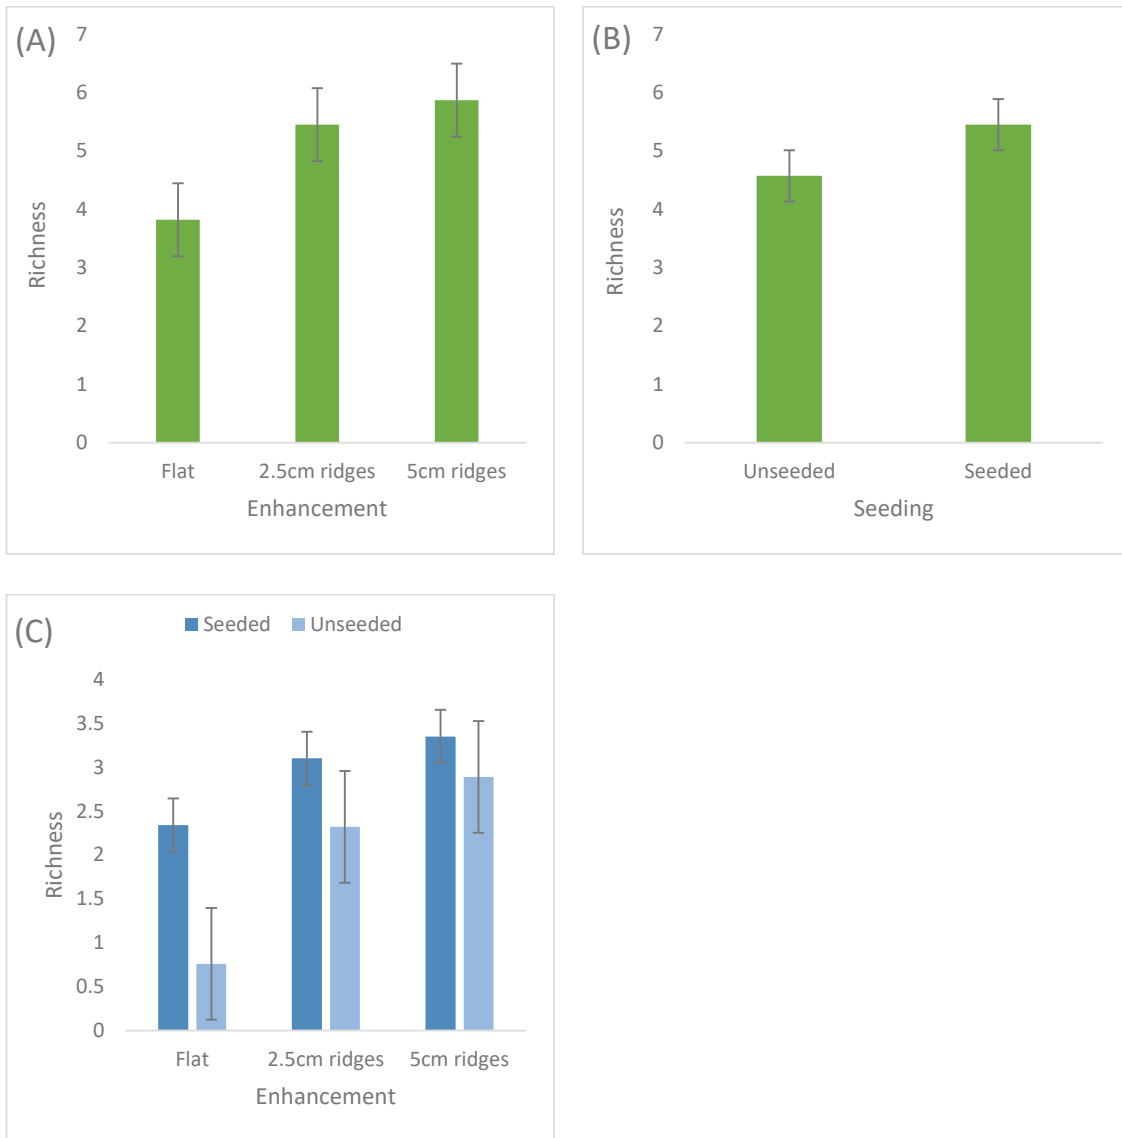 (A)
7
6
5
4
3
2
1
0
Richness
Flat 2.5cm ridges 5cm ridges
Enhancement
(B)
7
6
5
4
3
2
1
0
Richness
Unseeded Seeded
Seeding
(C)
Seeded Unseeded
4
3.5
3
2.5
2
1.5
1
0.5
0
Richness
Flat 2.5cm ridges 5cm ridges
Enhancement